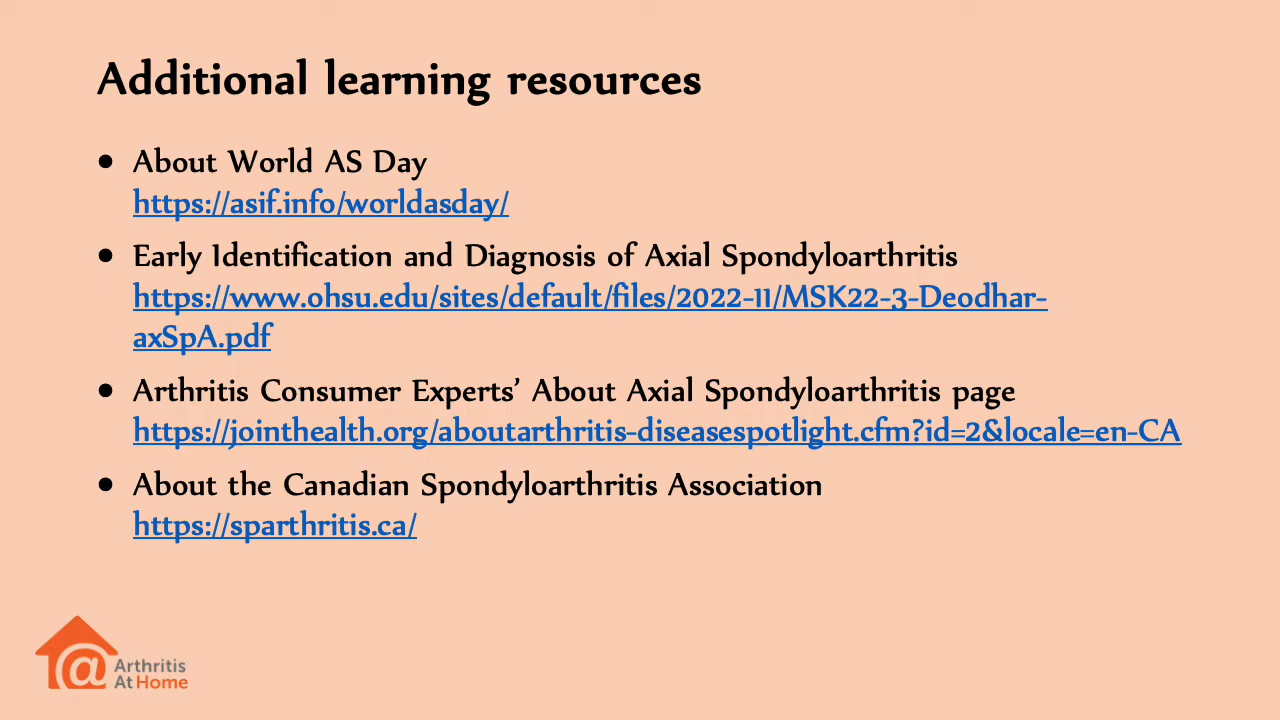 Additional learning resources
• About World AS Day
https://asif.info/worldasday/
• Early Identification and Diagnosis of Axial Spondyloarthritis
https://www.ohsu.edu/sites/default/files/2022-11/MSK22-3-Deodhar-
axSpA.pdf
• Arthritis Consumer Experts’ About Axial Spondyloarthritis page
https://jointhealth.org/aboutarthritis-diseasespotlight.cfm?id=2&locale=en-CA
• About the Canadian Spondyloarthritis Association
https://sparthritis.ca/
@ Arthritis
At Home